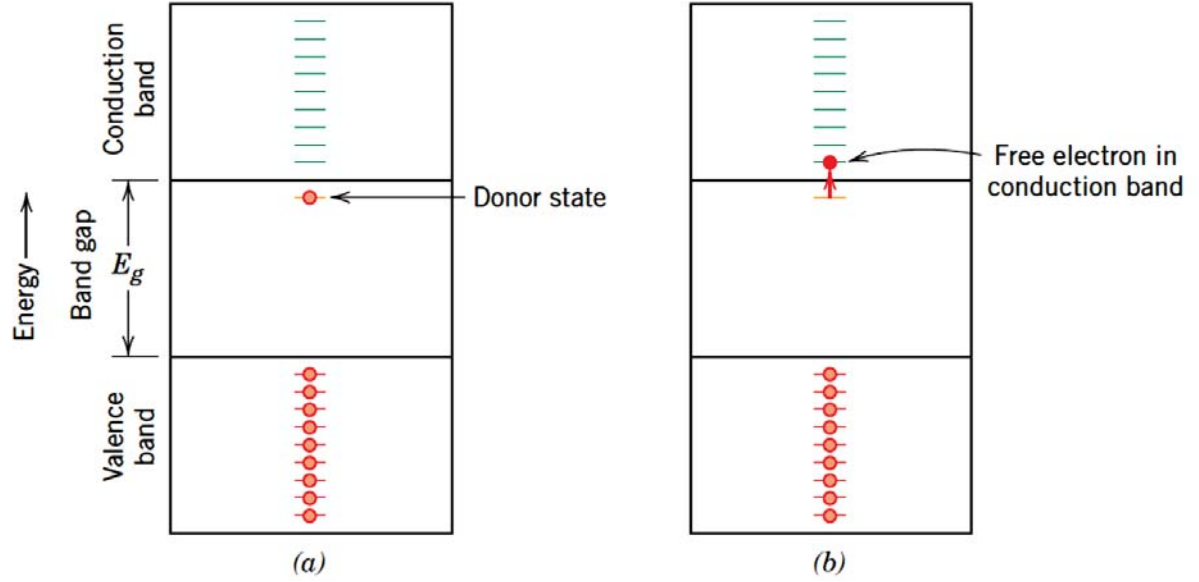 Conduction
band
Donor state
Free electron in
conduction band
Energy
Band gap
E_g
Valence
band
(a)
(b)